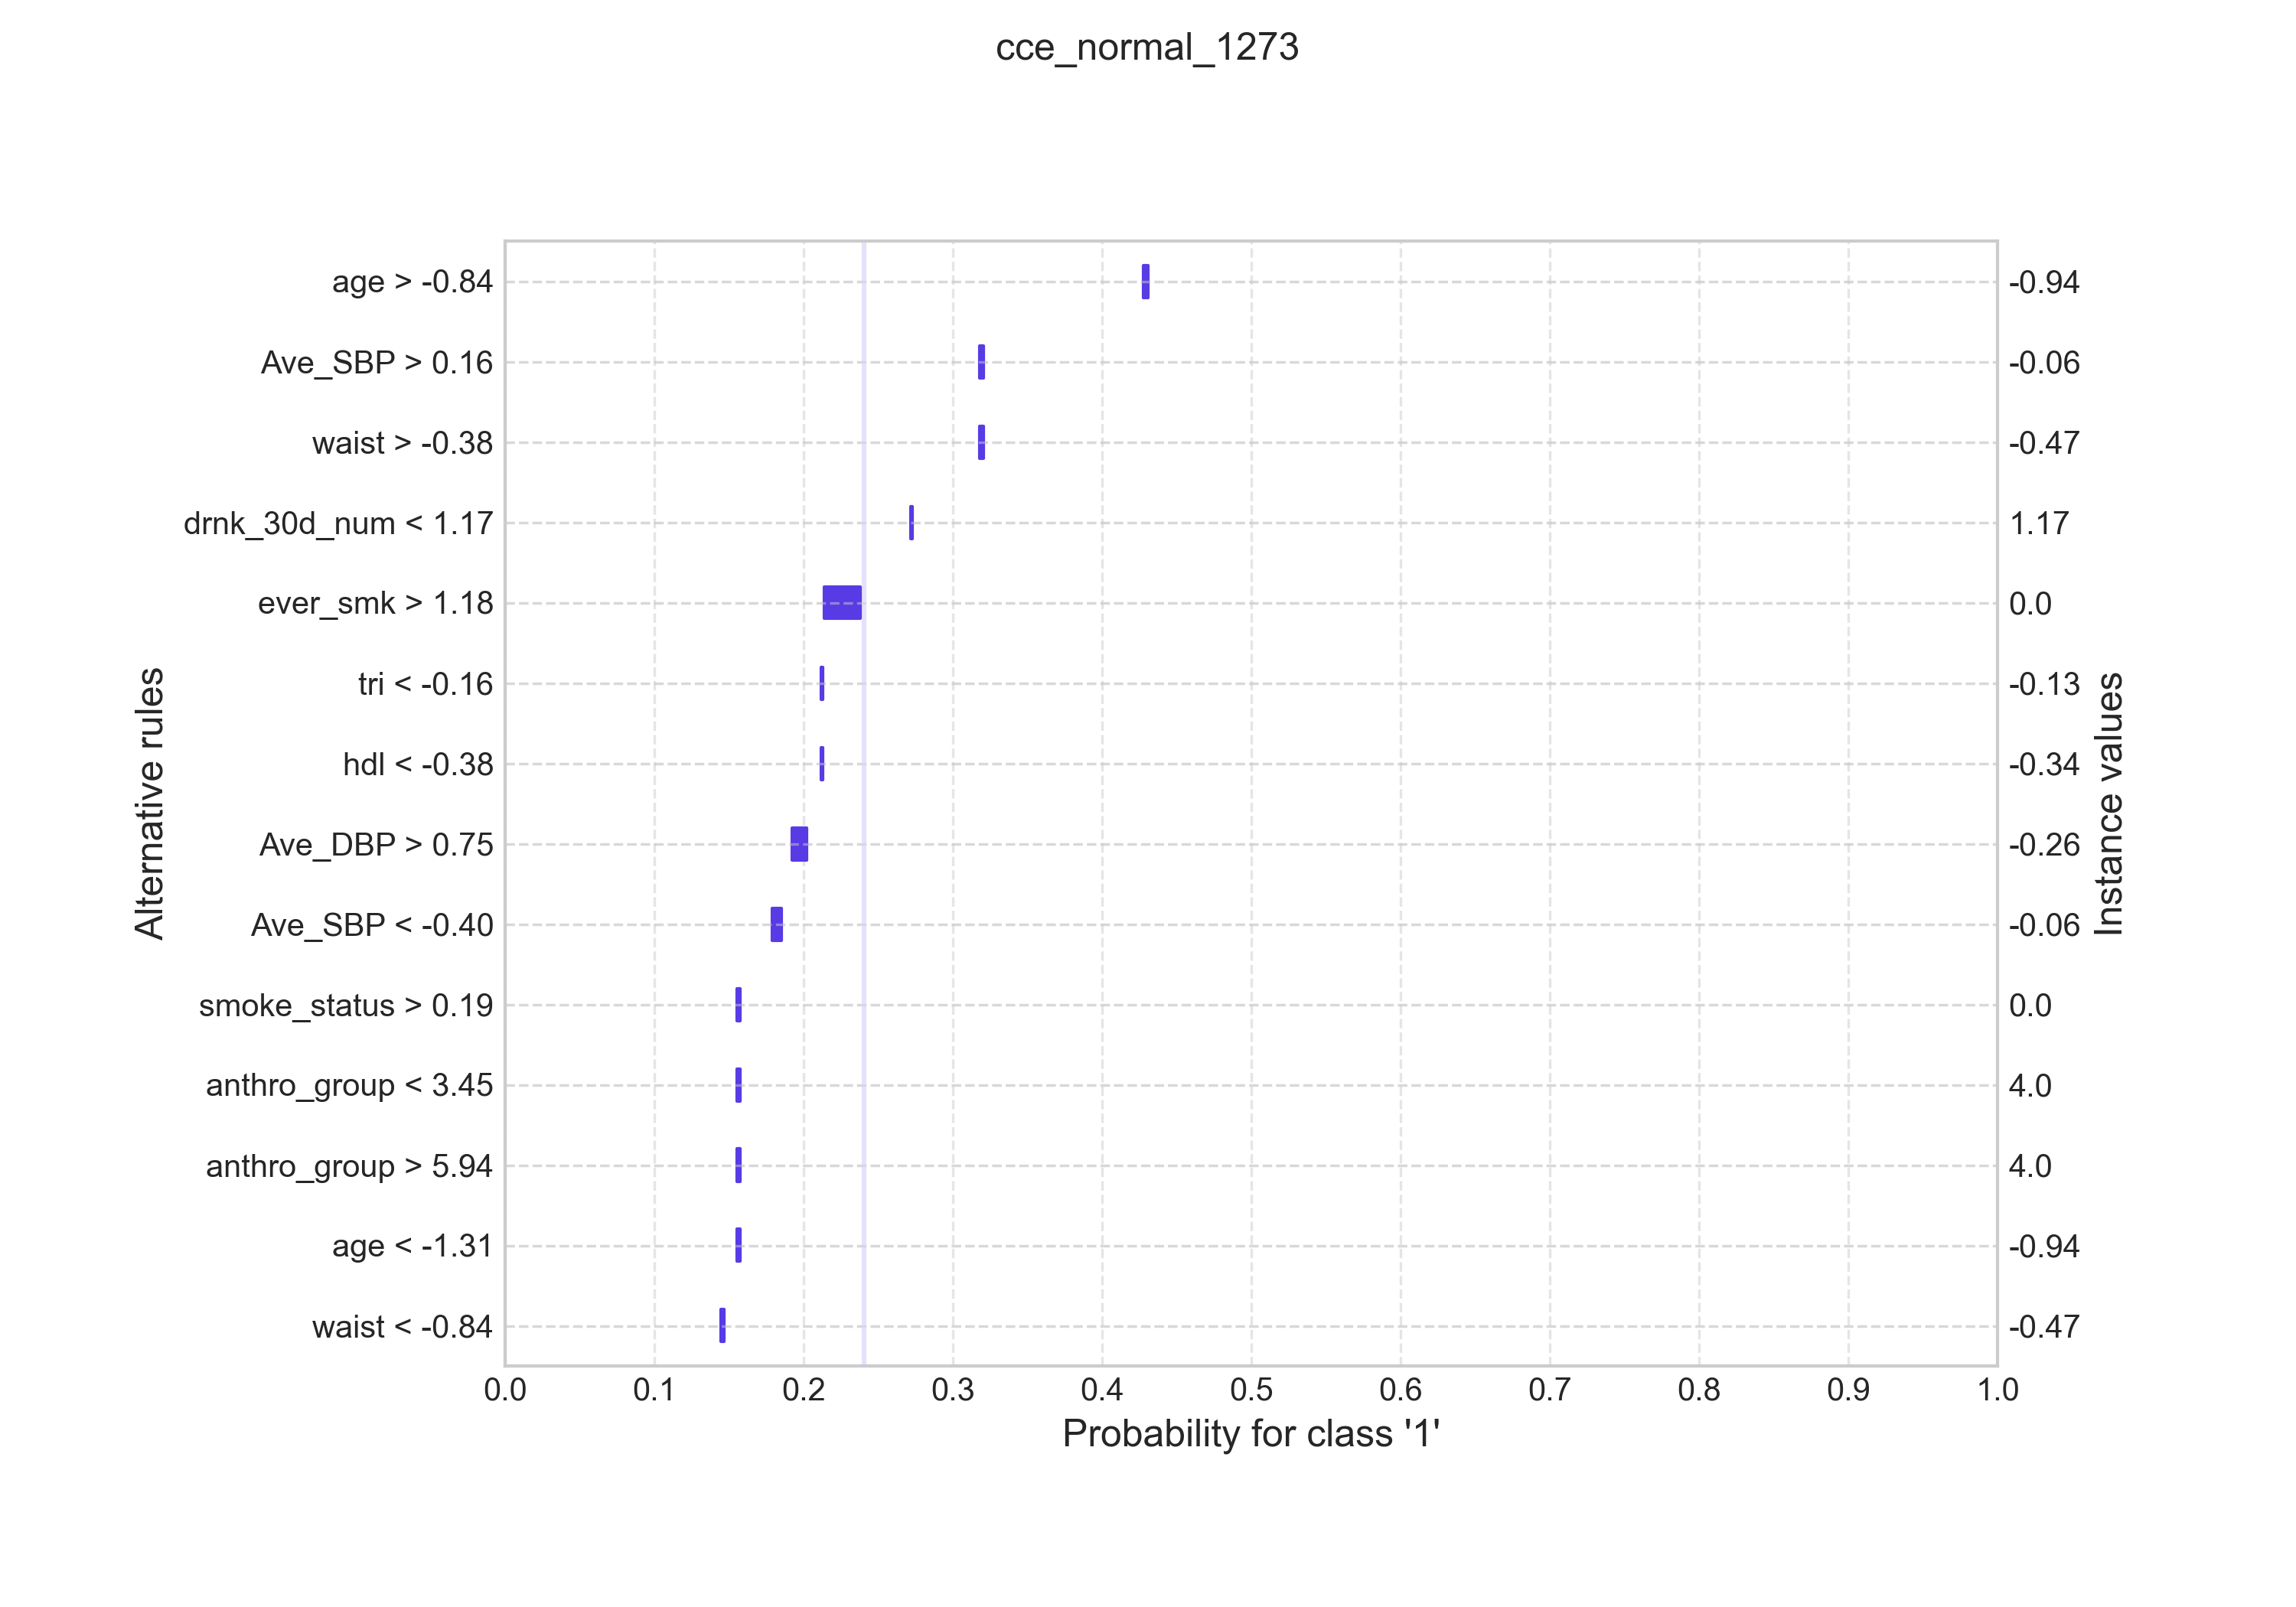 cce_normal_1273
age > -0.84 -0.94
Ave_SBP > 0.16 -0.06
waist > -0.38 -0.47
drnk_30d_num < 1.17 1.17
ever_smk > 1.18 0.0
tri < -0.16 -0.13
hdl < -0.38 -0.34
Ave_DBP > 0.75 -0.26
Ave_SBP < -0.40 -0.06
smoke_status > 0.19 0.0
anthro_group < 3.45 4.0
anthro_group > 5.94 4.0
age < -1.31 -0.94
waist < -0.84 -0.47
Alternative rules
Instance values
0.0 0.1 0.2 0.3 0.4 0.5 0.6 0.7 0.8 0.9 1.0
Probability for class '1'